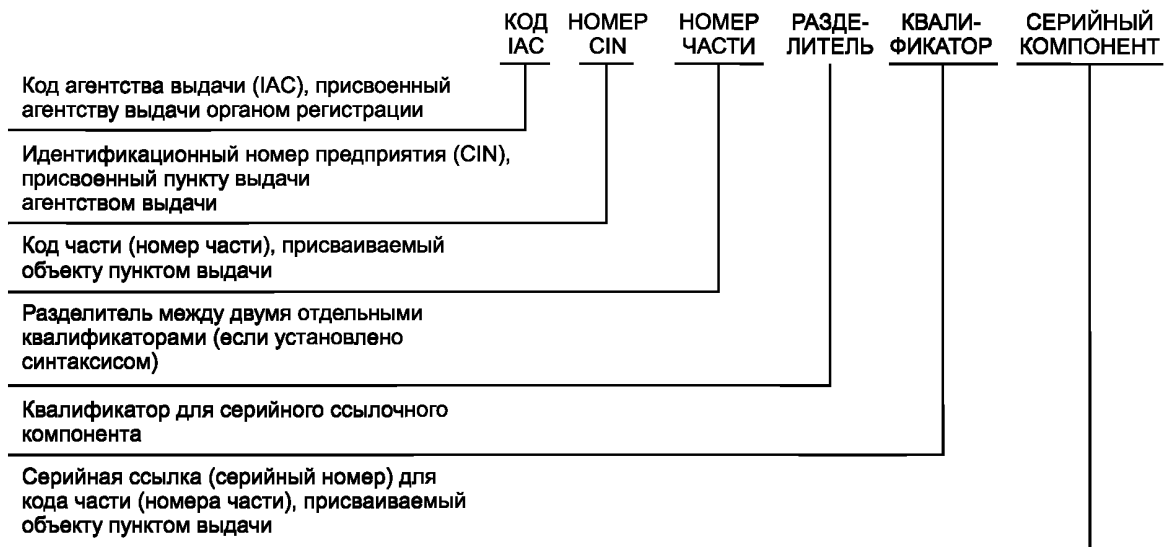 КОД НОМЕР НОМЕР РАЗДЕ- КВАЛИ- СЕРИЙНЫЙ
IAC CIN ЧАСТИ ЛИТЕЛЬ ФИКАТОР КОМПОНЕНТ
Код агентства выдачи (IAC), присвоенный
агентству выдачи органом регистрации
Идентификационный номер предприятия (CIN),
присвоенный пункту выдачи
агентством выдачи
Код части (номер части), присваиваемый
объекту пунктом выдачи
Разделитель между двумя отдельными
квалификаторами (если установлено
синтаксисом)
Квалификатор для серийного ссылочного
компонента
Серийная ссылка (серийный номер) для
кода части (номера части), присваиваемый
объекту пунктом выдачи